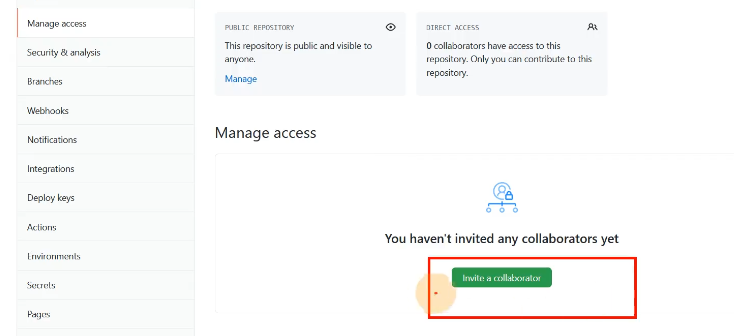 Manage access
Security & analysis
Branches
Webhooks
Notifications
Integrations
Deploy keys
Actions
Environments
Secrets
Pages
PUBLIC REPOSITORY
This repository is public and visible to
anyone.
Manage
DIRECT ACCESS
0 collaborators have access to this
repository. Only you can contribute to this
repository.
Manage access
You haven't invited any collaborators yet
Invite a collaborator